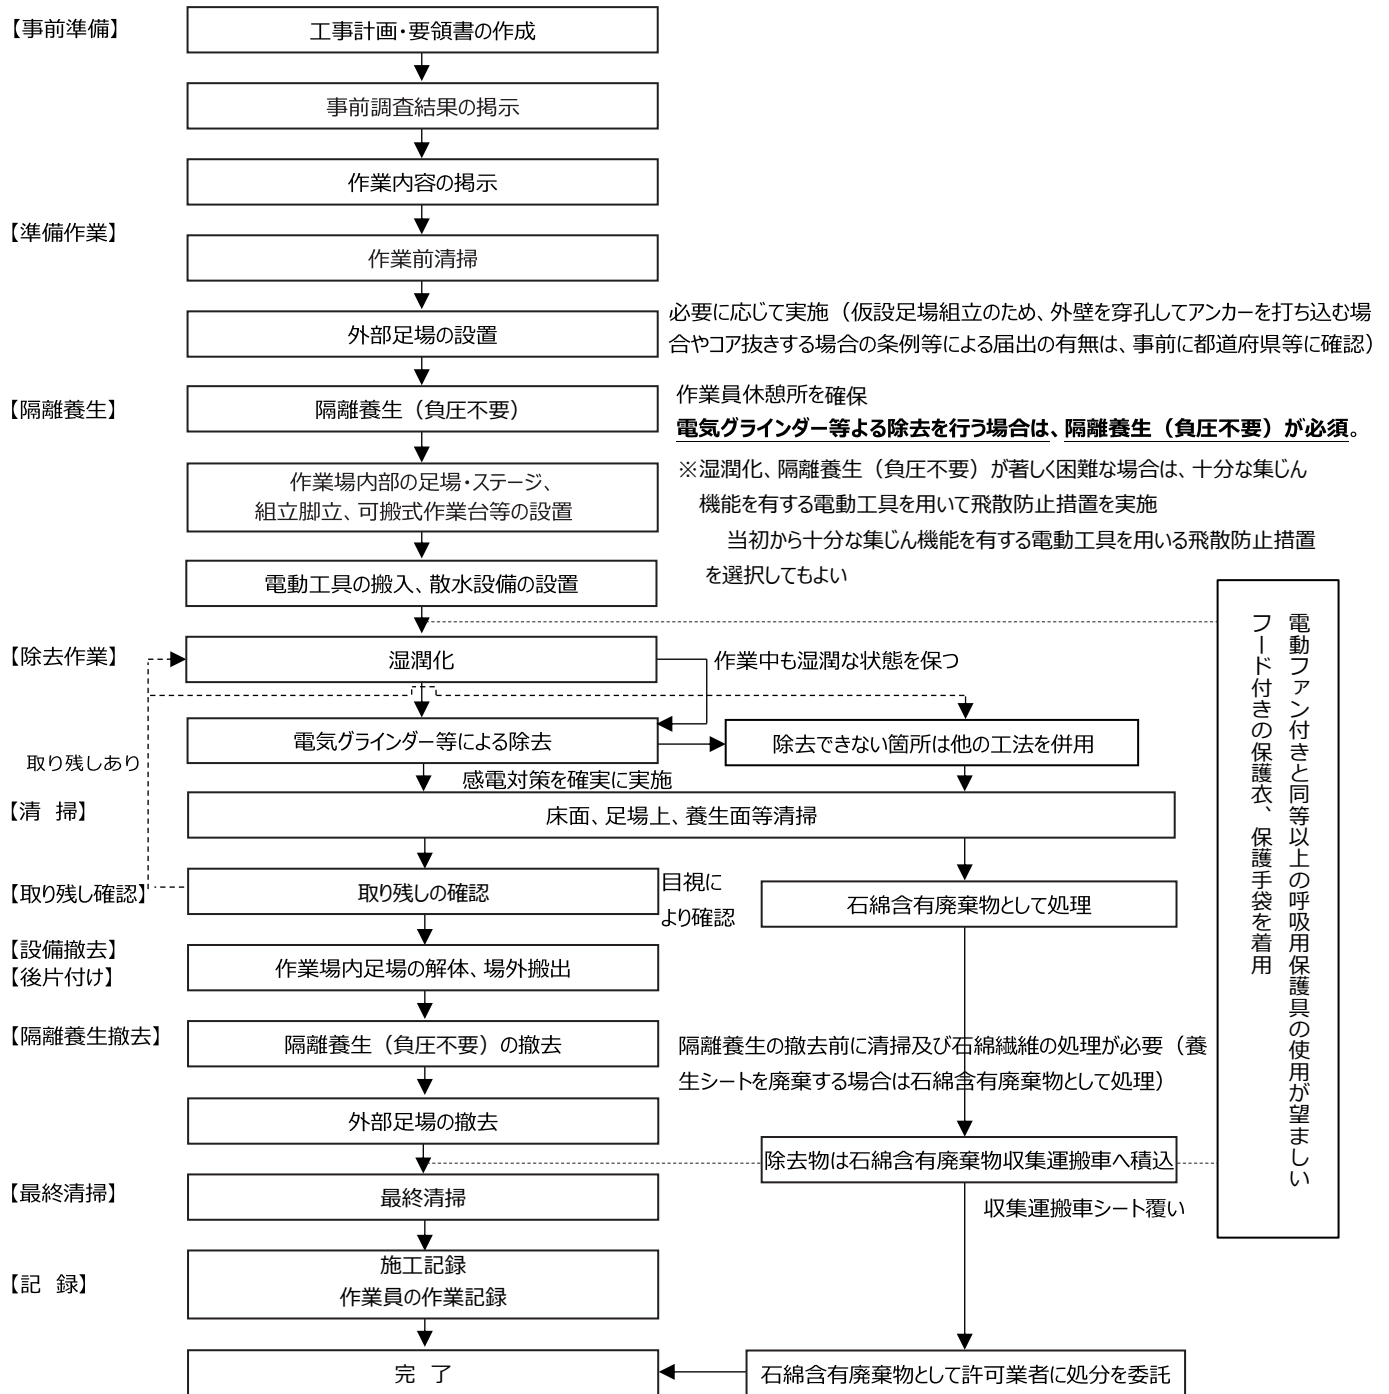 【事前準備】
工事計画・要領書の作成
事前調査結果の掲示
作業内容の掲示
【準備作業】
作業前清掃
外部足場の設置
必要に応じて実施（仮設足場組立のため、外壁を穿孔してアンカーを打ち込む場
合やコア抜きする場合の条例等による届出の有無は、事前に都道府県等に確認）
【隔離養生】
隔離養生（負圧不要）
作業員休憩所を確保
電気グラインダー等よる除去を行う場合は、隔離養生（負圧不要）が必須。
※湿潤化、隔離養生（負圧不要）が著しく困難な場合は、十分な集じん
機能を有する電動工具を用いて飛散防止措置を実施
当初から十分な集じん機能を有する電動工具を用いる飛散防止措置
を選択してもよい
作業場内部の足場・ステージ、
組立脚立、可搬式作業台等の設置
電動工具の搬入、散水設備の設置
電動ファン付きと同等以上の呼吸用保護具の使用が望ましい
フード付きの保護衣、保護手袋を着用
【除去作業】
湿潤化
作業中も湿潤な状態を保つ
電気グラインダー等による除去
除去できない箇所は他の工法を併用
取り残しあり
感電対策を確実に実施
【清　掃】
床面、足場上、養生面等清掃
【取り残し確認】
取り残しの確認
目視に
より確認
石綿含有廃棄物として処理
【設備撤去】
【後片付け】
作業場内足場の解体、場外搬出
【隔離養生撤去】
隔離養生（負圧不要）の撤去
隔離養生の撤去前に清掃及び石綿繊維の処理が必要（養
生シートを廃棄する場合は石綿含有廃棄物として処理）
外部足場の撤去
除去物は石綿含有廃棄物収集運搬車へ積込
【最終清掃】
最終清掃
収集運搬車シート覆い
【記　録】
施工記録
作業員の作業記録
完　了
石綿含有廃棄物として許可業者に処分を委託